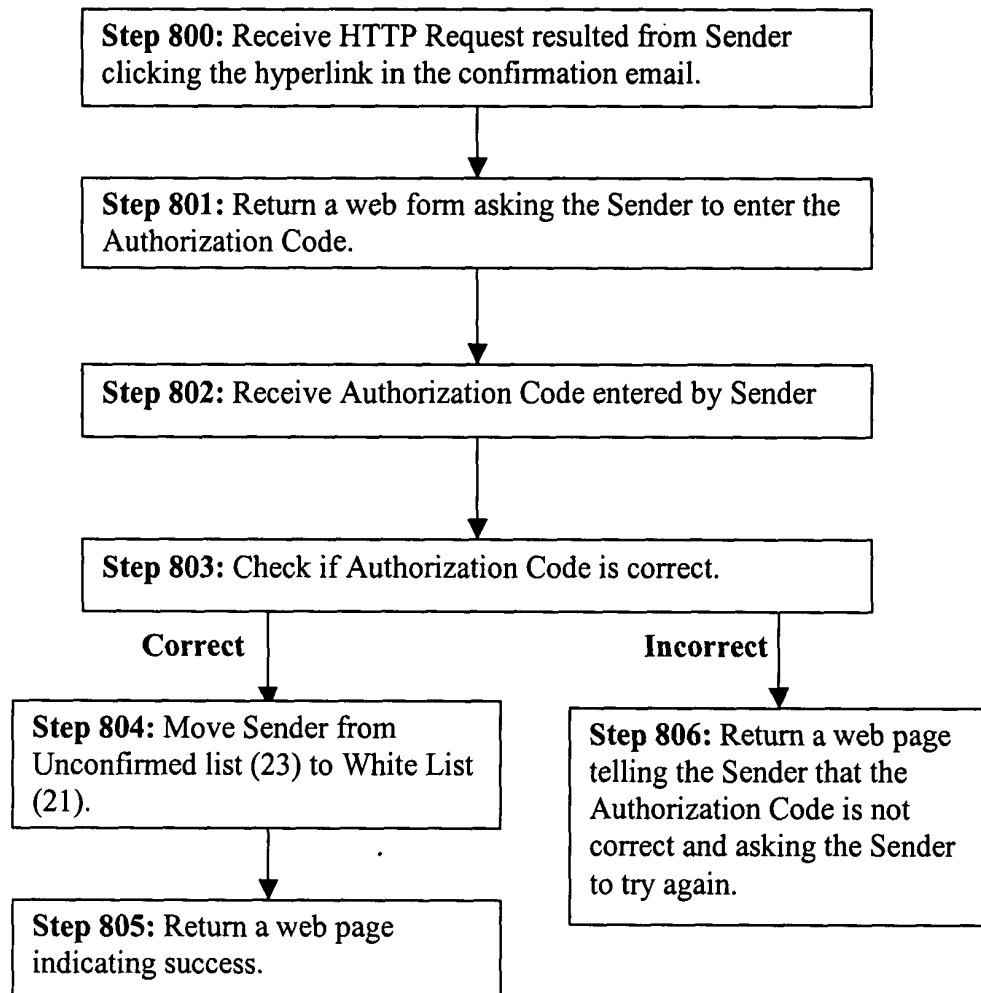 Step 800: Receive HTTP Request resulted from Sender
clicking the hyperlink in the confirmation email.
Step 801: Return a web form asking the Sender to enter the
Authorization Code.
Step 802: Receive Authorization Code entered by Sender
Step 803: Check if Authorization Code is correct.
Correct
Incorrect
Step 804: Move Sender from
Unconfirmed list (23) to White List
(21).
Step 806: Return a web page
telling the Sender that the
Authorization Code is not
correct and asking the Sender
to try again.
Step 805: Return a web page
indicating success.